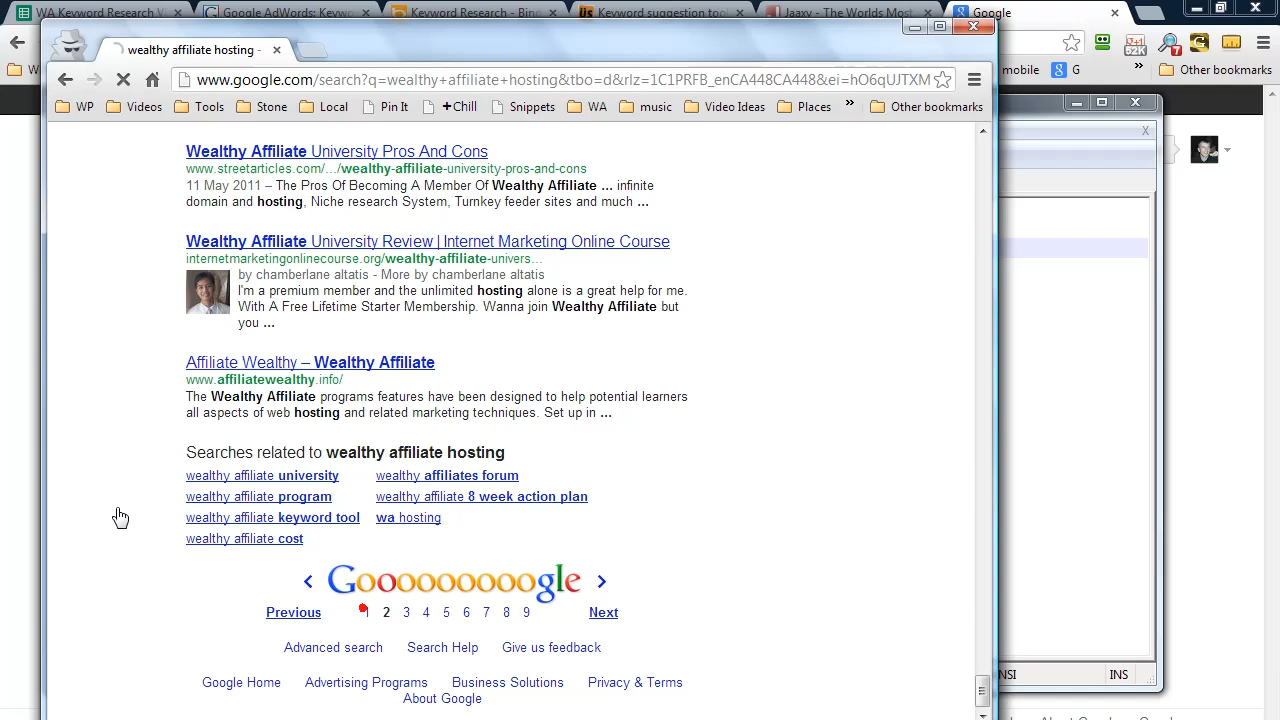 WA Keyword Research W
Google AdWords: Keyw
Keyword Research - Bin
Keyword suggestion
Jaaxy - The Worlds Most
Google
wealthy affiliate hosting -
www.google.com/search?q=wealthy+affiliate+hosting&tbo=d&rlz=1C1PRFB_enCA448CA448&ei=hO6qUJTXM
WP
Videos
Tools
Stone
Local
Pin It
+Chill
Snippets
WA
music
Video Ideas
Places
»
Other bookmarks
mobile
G
»
Other bookmarks
Wealthy Affiliate University Pros And Cons
www.streetarticles.com/.../wealthy-affiliate-university-pros-and-cons
11 May 2011 – The Pros Of Becoming A Member Of Wealthy Affiliate ... infinite
domain and hosting, Niche research System, Turnkey feeder sites and much ...
Wealthy Affiliate University Review | Internet Marketing Online Course
internetmarketingonlinecourse.org/wealthy-affiliate-univers...
by chamberlane altatis - More by chamberlane altatis
I'm a premium member and the unlimited hosting alone is a great help for me.
With A Free Lifetime Starter Membership. Wanna join Wealthy Affiliate but
you ...
Affiliate Wealthy – Wealthy Affiliate
www.affiliatewealthy.info/
The Wealthy Affiliate programs features have been designed to help potential learners
all aspects of web hosting and related marketing techniques. Set up in ...
Searches related to wealthy affiliate hosting
wealthy affiliate university wealthy affiliates forum
wealthy affiliate program wealthy affiliate 8 week action plan
wealthy affiliate keyword tool wa hosting
wealthy affiliate cost
Goooooooooogle
Previous 1 2 3 4 5 6 7 8 9 Next
Advanced search Search Help Give us feedback
Google Home Advertising Programs Business Solutions Privacy & Terms
About Google
NSI
INS